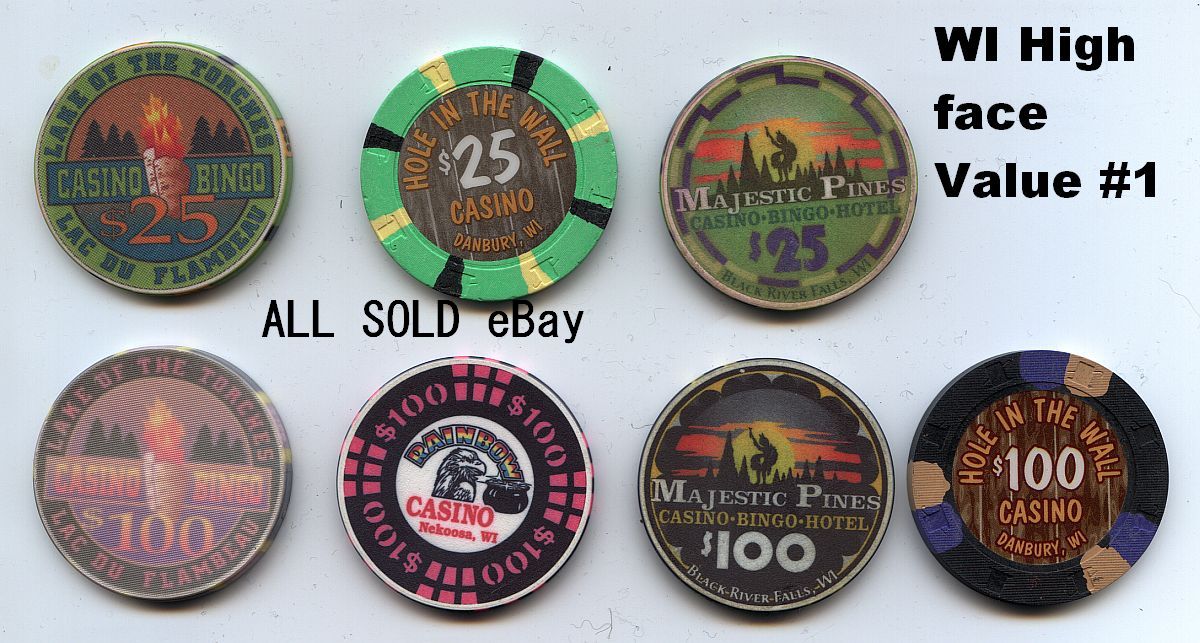 WI High
face
Value #1
LAKE OF THE TORCHES
CASINO BINGO
$25
LAC DU FLAMBEAU
HOLE IN THE WALL
$25
CASINO
DANBURY, WI
MAJESTIC PINES
CASINO•BINGO•HOTEL
$25
BLACK RIVER FALLS, WI
ALL SOLD eBay
LAKE OF THE TORCHES
CASINO BINGO
$100
LAC DU FLAMBEAU
$100 $100
RAINBOW
CASINO
Nekoosa, WI
$100 $100
MAJESTIC PINES
CASINO•BINGO•HOTEL
$100
BLACK RIVER FALLS, WI
HOLE IN THE WALL
$100
CASINO
DANBURY, WI